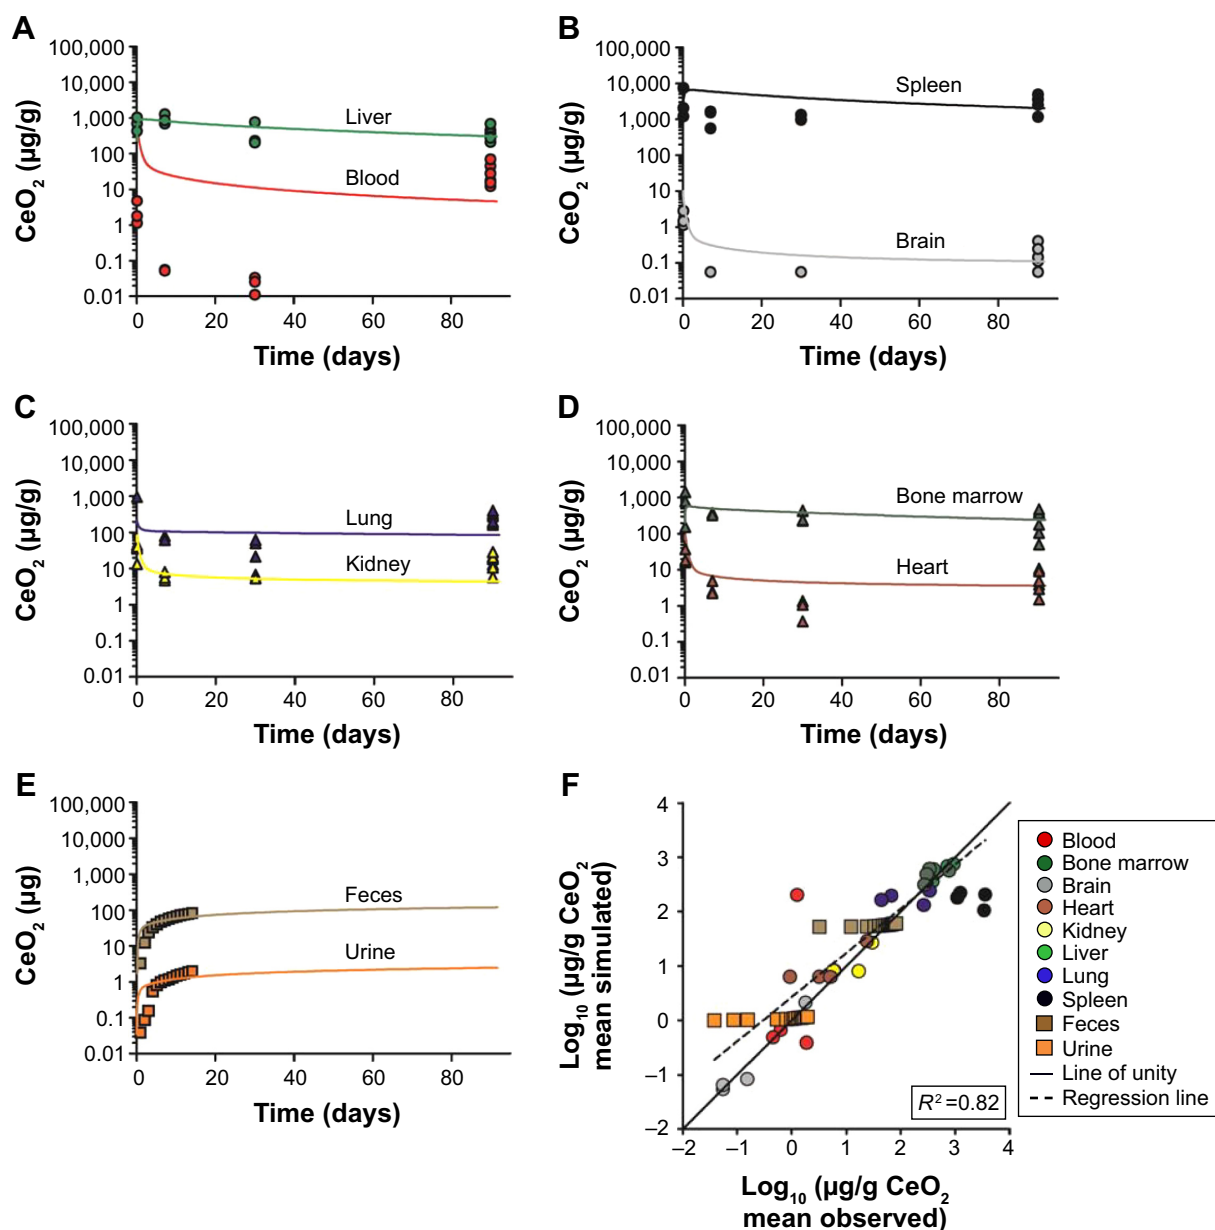 A
100,000
10,000
1,000
100
10
1
0.1
0.01
CeO₂ (µg/g)
Liver
Blood
0 20 40 60 80
Time (days)
B
100,000
10,000
1,000
100
10
1
0.1
0.01
CeO₂ (µg/g)
Spleen
Brain
0 20 40 60 80
Time (days)
C
100,000
10,000
1,000
100
10
1
0.1
0.01
CeO₂ (µg/g)
Lung
Kidney
0 20 40 60 80
Time (days)
D
100,000
10,000
1,000
100
10
1
0.1
0.01
CeO₂ (µg/g)
Bone marrow
Heart
0 20 40 60 80
Time (days)
E
100,000
10,000
1,000
100
10
1
0.1
0.01
CeO₂ (µg)
Feces
Urine
0 20 40 60 80
Time (days)
F
4
3
2
1
0
−1
−2
Log₁₀ (µg/g CeO₂
mean simulated)
R²=0.82
−2 −1 0 1 2 3 4
Log₁₀ (µg/g CeO₂
mean observed)
Blood
Bone marrow
Brain
Heart
Kidney
Liver
Lung
Spleen
Feces
Urine
Line of unity
Regression line